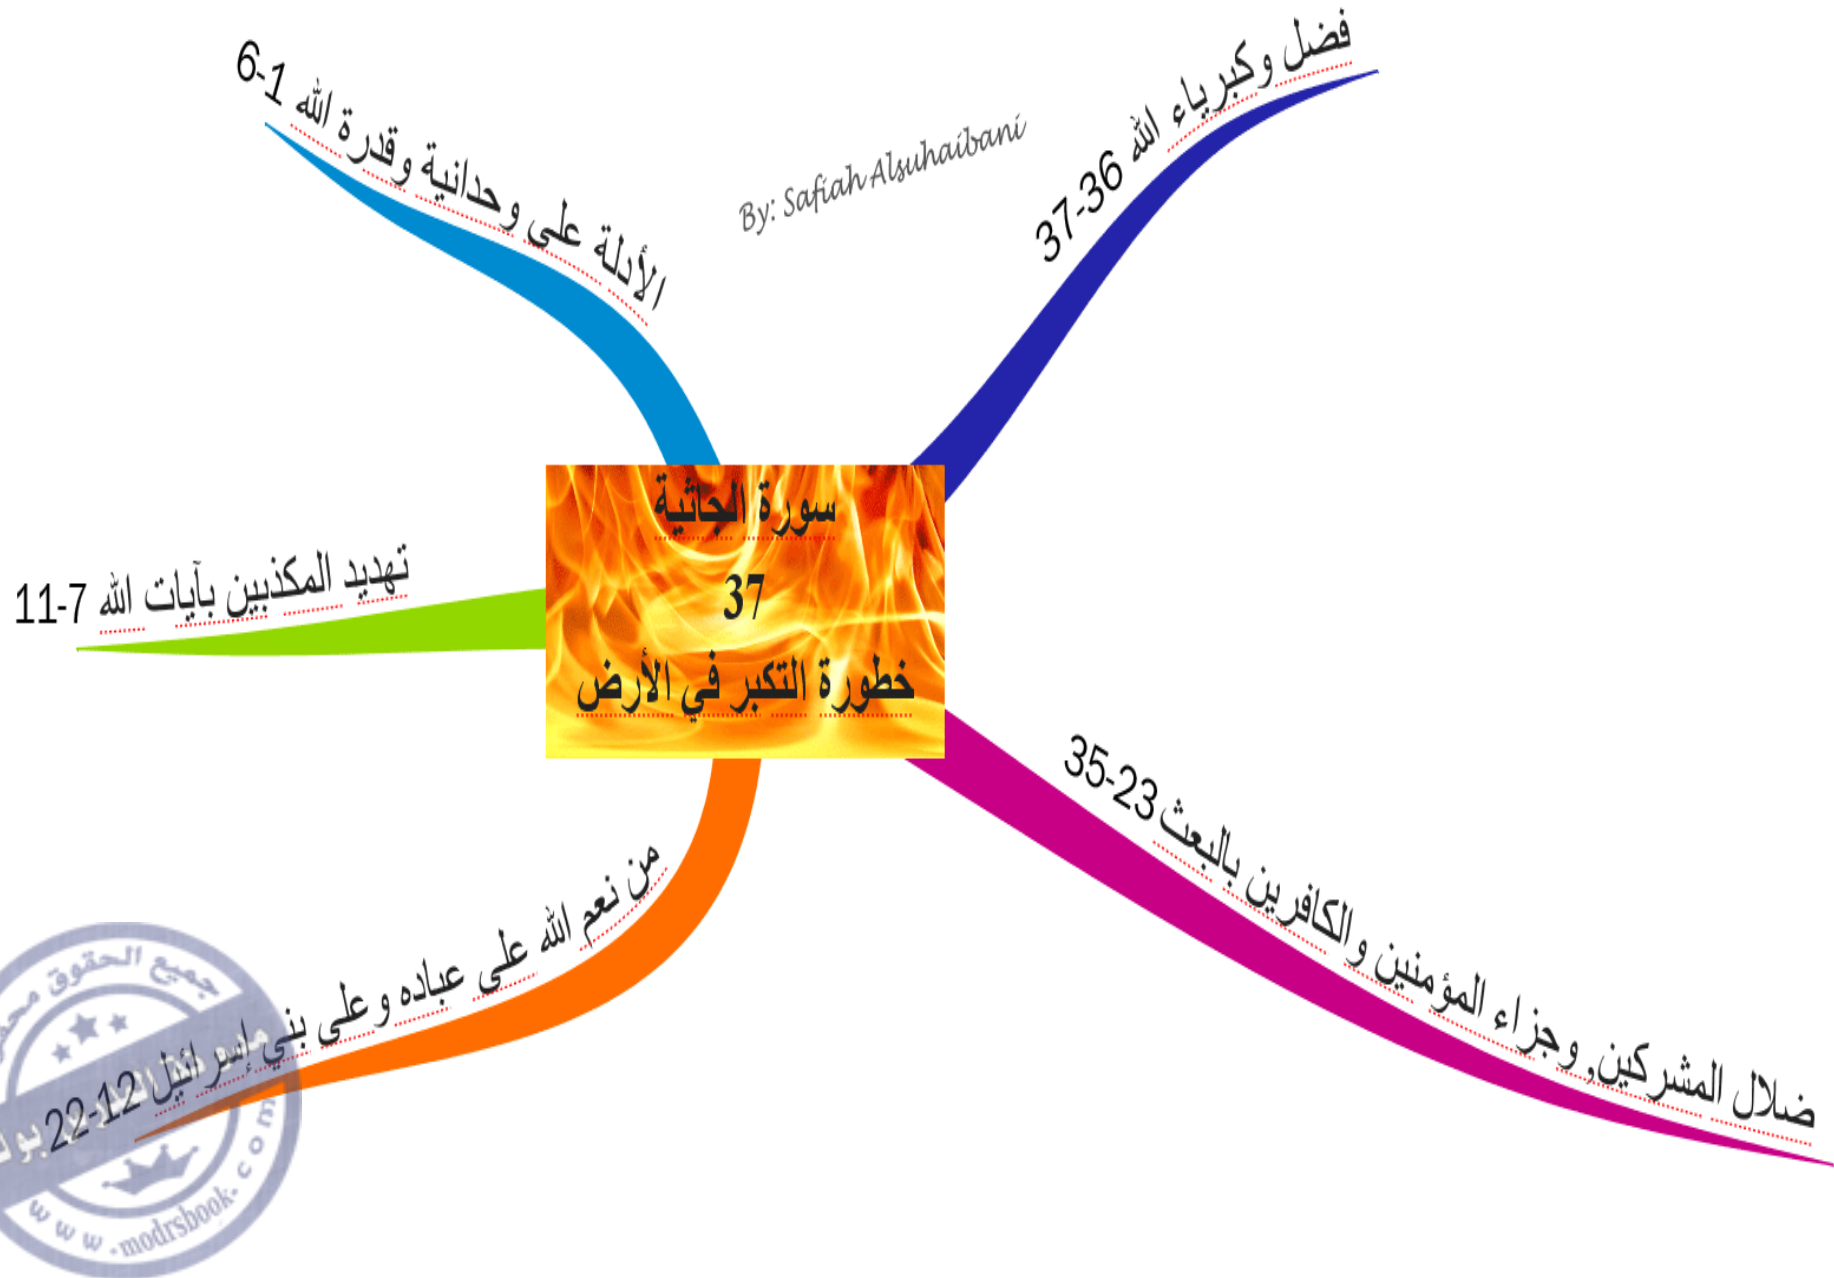 سورة الجاثية
37
خطورة التكبر في الأرض
فضل وكبرياء الله 36-37
ضلال المشركين, وجزاء المؤمنين والكافرين بالبعث 23-35
من نعم الله على عباده وعلى بني إسرائيل 12-22
تهديد المكذبين بآيات الله 7-11
الأدلة على وحدانية وقدرة الله 1-6
By: Safiah Alsuhaibani
جميع الحقوق
www.modrsbook.com